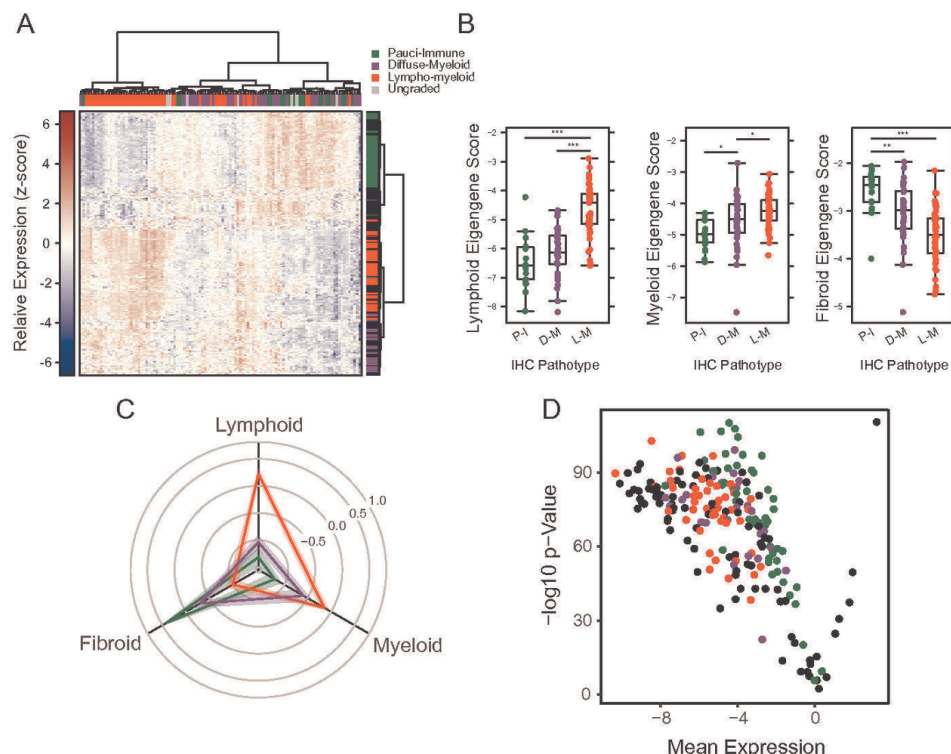 A
Pauci-Immune
Diffuse-Myeloid
Lympho-myeloid
Ungraded
Relaive Expression (z-score)
6
4
2
0
-2
-4
-6
B
Lymphoid Eigengene Score
-2
-3
-4
-5
-6
-7
-8
***
***
P-I
D-M
L-M
IHC Pathotype
Myeloid Eigengene Score
-2
-3
-4
-5
-7
*
*
P-I
D-M
L-M
IHC Pathotype
Fibroid Eigengene Score
-2
-3
-4
-5
***
**
P-I
D-M
L-M
IHC Pathotype
C
Lymphoid
1.0
0.5
0.0
-0.5
Fibroid
Myeloid
D
-log10 p-Value
90
60
30
0
-8
-4
0
Mean Expression